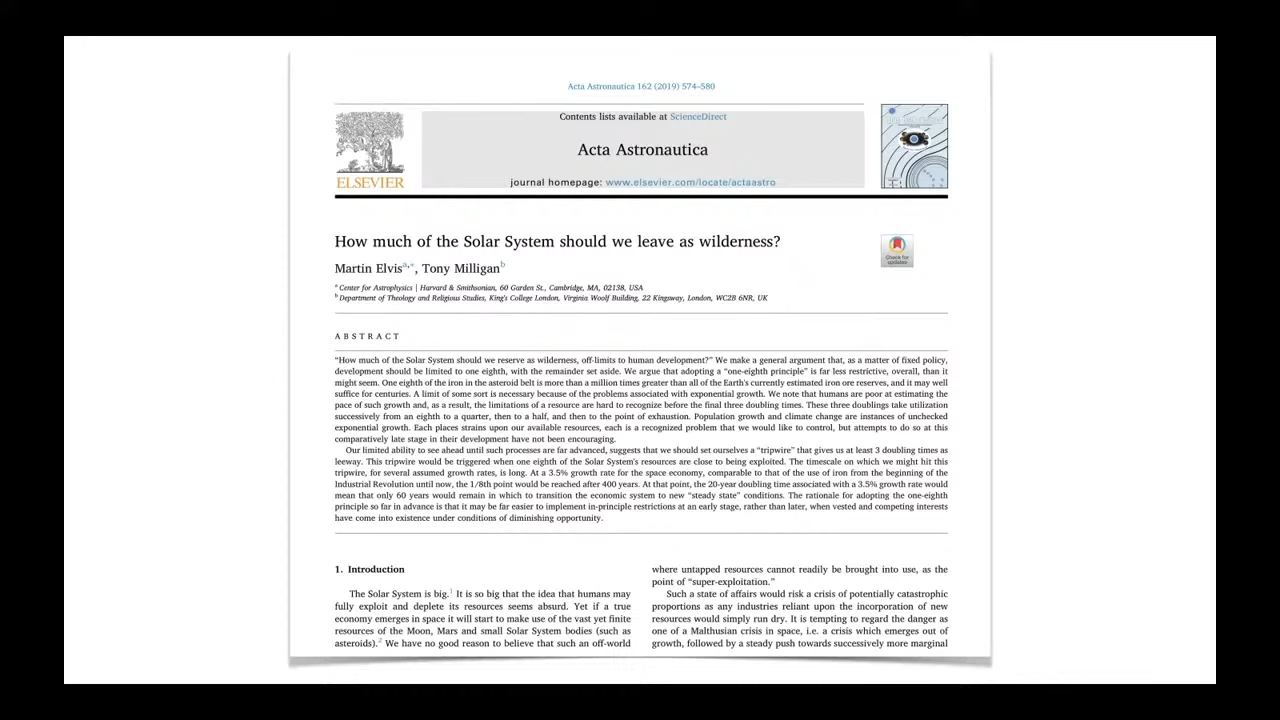 Acta Astronautica 162 (2019) 574–580
Contents lists available at ScienceDirect
Acta Astronautica
ELSEVIER
journal homepage: www.elsevier.com/locate/actaastro
How much of the Solar System should we leave as wilderness?
Check for
updates
Martin Elvisa,*, Tony Milliganb
a Center for Astrophysics | Harvard & Smithsonian, 60 Garden St., Cambridge, MA, 02138, USA
b Department of Theology and Religious Studies, King's College London, Virginia Woolf Building, 22 Kingsway, London, WC2B 6NR, UK
ABSTRACT
“How much of the Solar System should we reserve as wilderness, off-limits to human development?” We make a general argument that, as a matter of fixed policy,
development should be limited to one eighth, with the remainder set aside. We argue that adopting a “one-eighth principle” is far less restrictive, overall, than it
might seem. One eighth of the iron in the asteroid belt is more than a million times greater than all of the Earth's currently estimated iron ore reserves, and it may well
suffice for centuries. A limit of some sort is necessary because of the problems associated with exponential growth. We note that humans are poor at estimating the
pace of such growth and, as a result, the limitations of a resource are hard to recognize before the final three doubling times. These three doublings take utilization
successively from an eighth to a quarter, then to a half, and then to the point of exhaustion. Population growth and climate change are instances of unchecked
exponential growth. Each places strains upon our available resources, each is a recognized problem that we would like to control, but attempts to do so at this
comparatively late stage in their development have not been encouraging.
Our limited ability to see ahead until such processes are far advanced, suggests that we should set ourselves a “tripwire” that gives us at least 3 doubling times as
leeway. This tripwire would be triggered when one eighth of the Solar System's resources are close to being exploited. The timescale on which we might hit this
tripwire, for several assumed growth rates, is long. At a 3.5% growth rate for the space economy, comparable to that of the use of iron from the beginning of the
Industrial Revolution until now, the 1/8th point would be reached after 400 years. At that point, the 20-year doubling time associated with a 3.5% growth rate would
mean that only 60 years would remain in which to transition the economic system to new “steady state” conditions. The rationale for adopting the one-eighth
principle so far in advance is that it may be far easier to implement in-principle restrictions at an early stage, rather than later, when vested and competing interests
have come into existence under conditions of diminishing opportunity.
1. Introduction
The Solar System is big.1 It is so big that the idea that humans may
fully exploit and deplete its resources seems absurd. Yet if a true
economy emerges in space it will start to make use of the vast yet finite
resources of the Moon, Mars and small Solar System bodies (such as
asteroids).2 We have no good reason to believe that such an off-world
where untapped resources cannot readily be brought into use, as the
point of “super-exploitation.”
Such a state of affairs would risk a crisis of potentially catastrophic
proportions as any industries reliant upon the incorporation of new
resources would simply run dry. It is tempting to regard the danger as
one of a Malthusian crisis in space, i.e. a crisis which emerges out of
growth, followed by a steady push towards successively more marginal